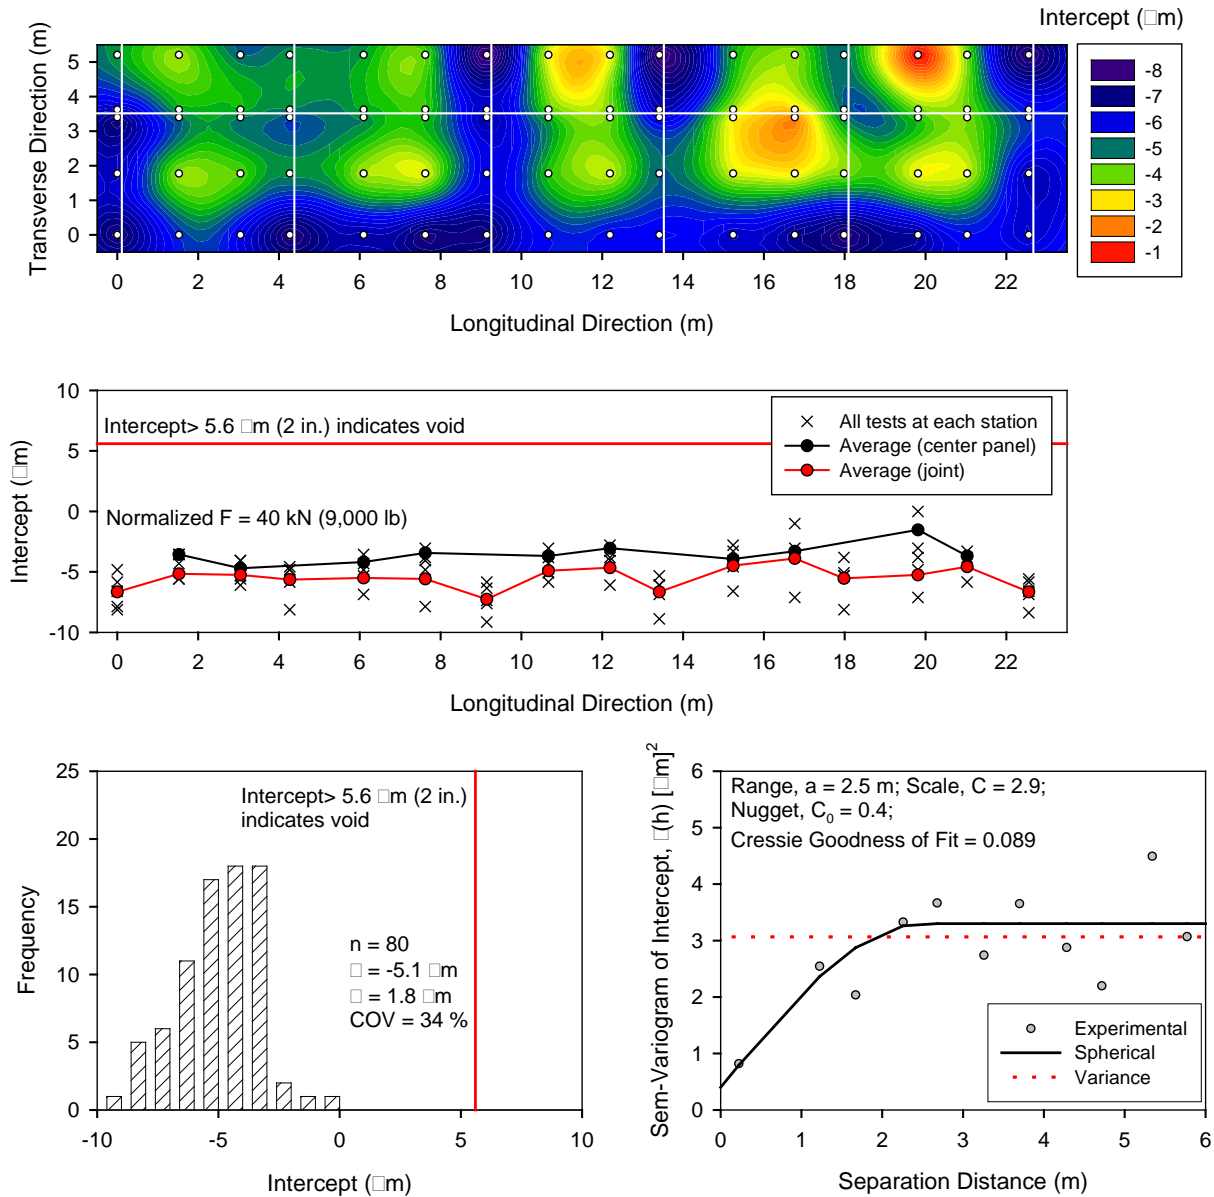 Intercept (□m)
Transverse Direction (m)
5
4
3
2
1
0
0 2 4 6 8 10 12 14 16 18 20 22
Longitudinal Direction (m)
-8
-7
-6
-5
-4
-3
-2
-1
Intercept (□m)
10
5
0
-5
-10
Intercept> 5.6 □m (2 in.) indicates void
Normalized F = 40 kN (9,000 lb)
All tests at each station
Average (center panel)
Average (joint)
0 2 4 6 8 10 12 14 16 18 20 22
Longitudinal Direction (m)
Frequency
25
20
15
10
5
0
Intercept> 5.6 □m (2 in.)
indicates void
n = 80
□ = -5.1 □m
□ = 1.8 □m
COV = 34 %
-10 -5 0 5 10
Intercept (□m)
Sem-Variogram of Intercept, □(h) [□m]²
6
5
4
3
2
1
0
Range, a = 2.5 m; Scale, C = 2.9;
Nugget, C₀ = 0.4;
Cressie Goodness of Fit = 0.089
Experimental
Spherical
Variance
0 1 2 3 4 5 6
Separation Distance (m)